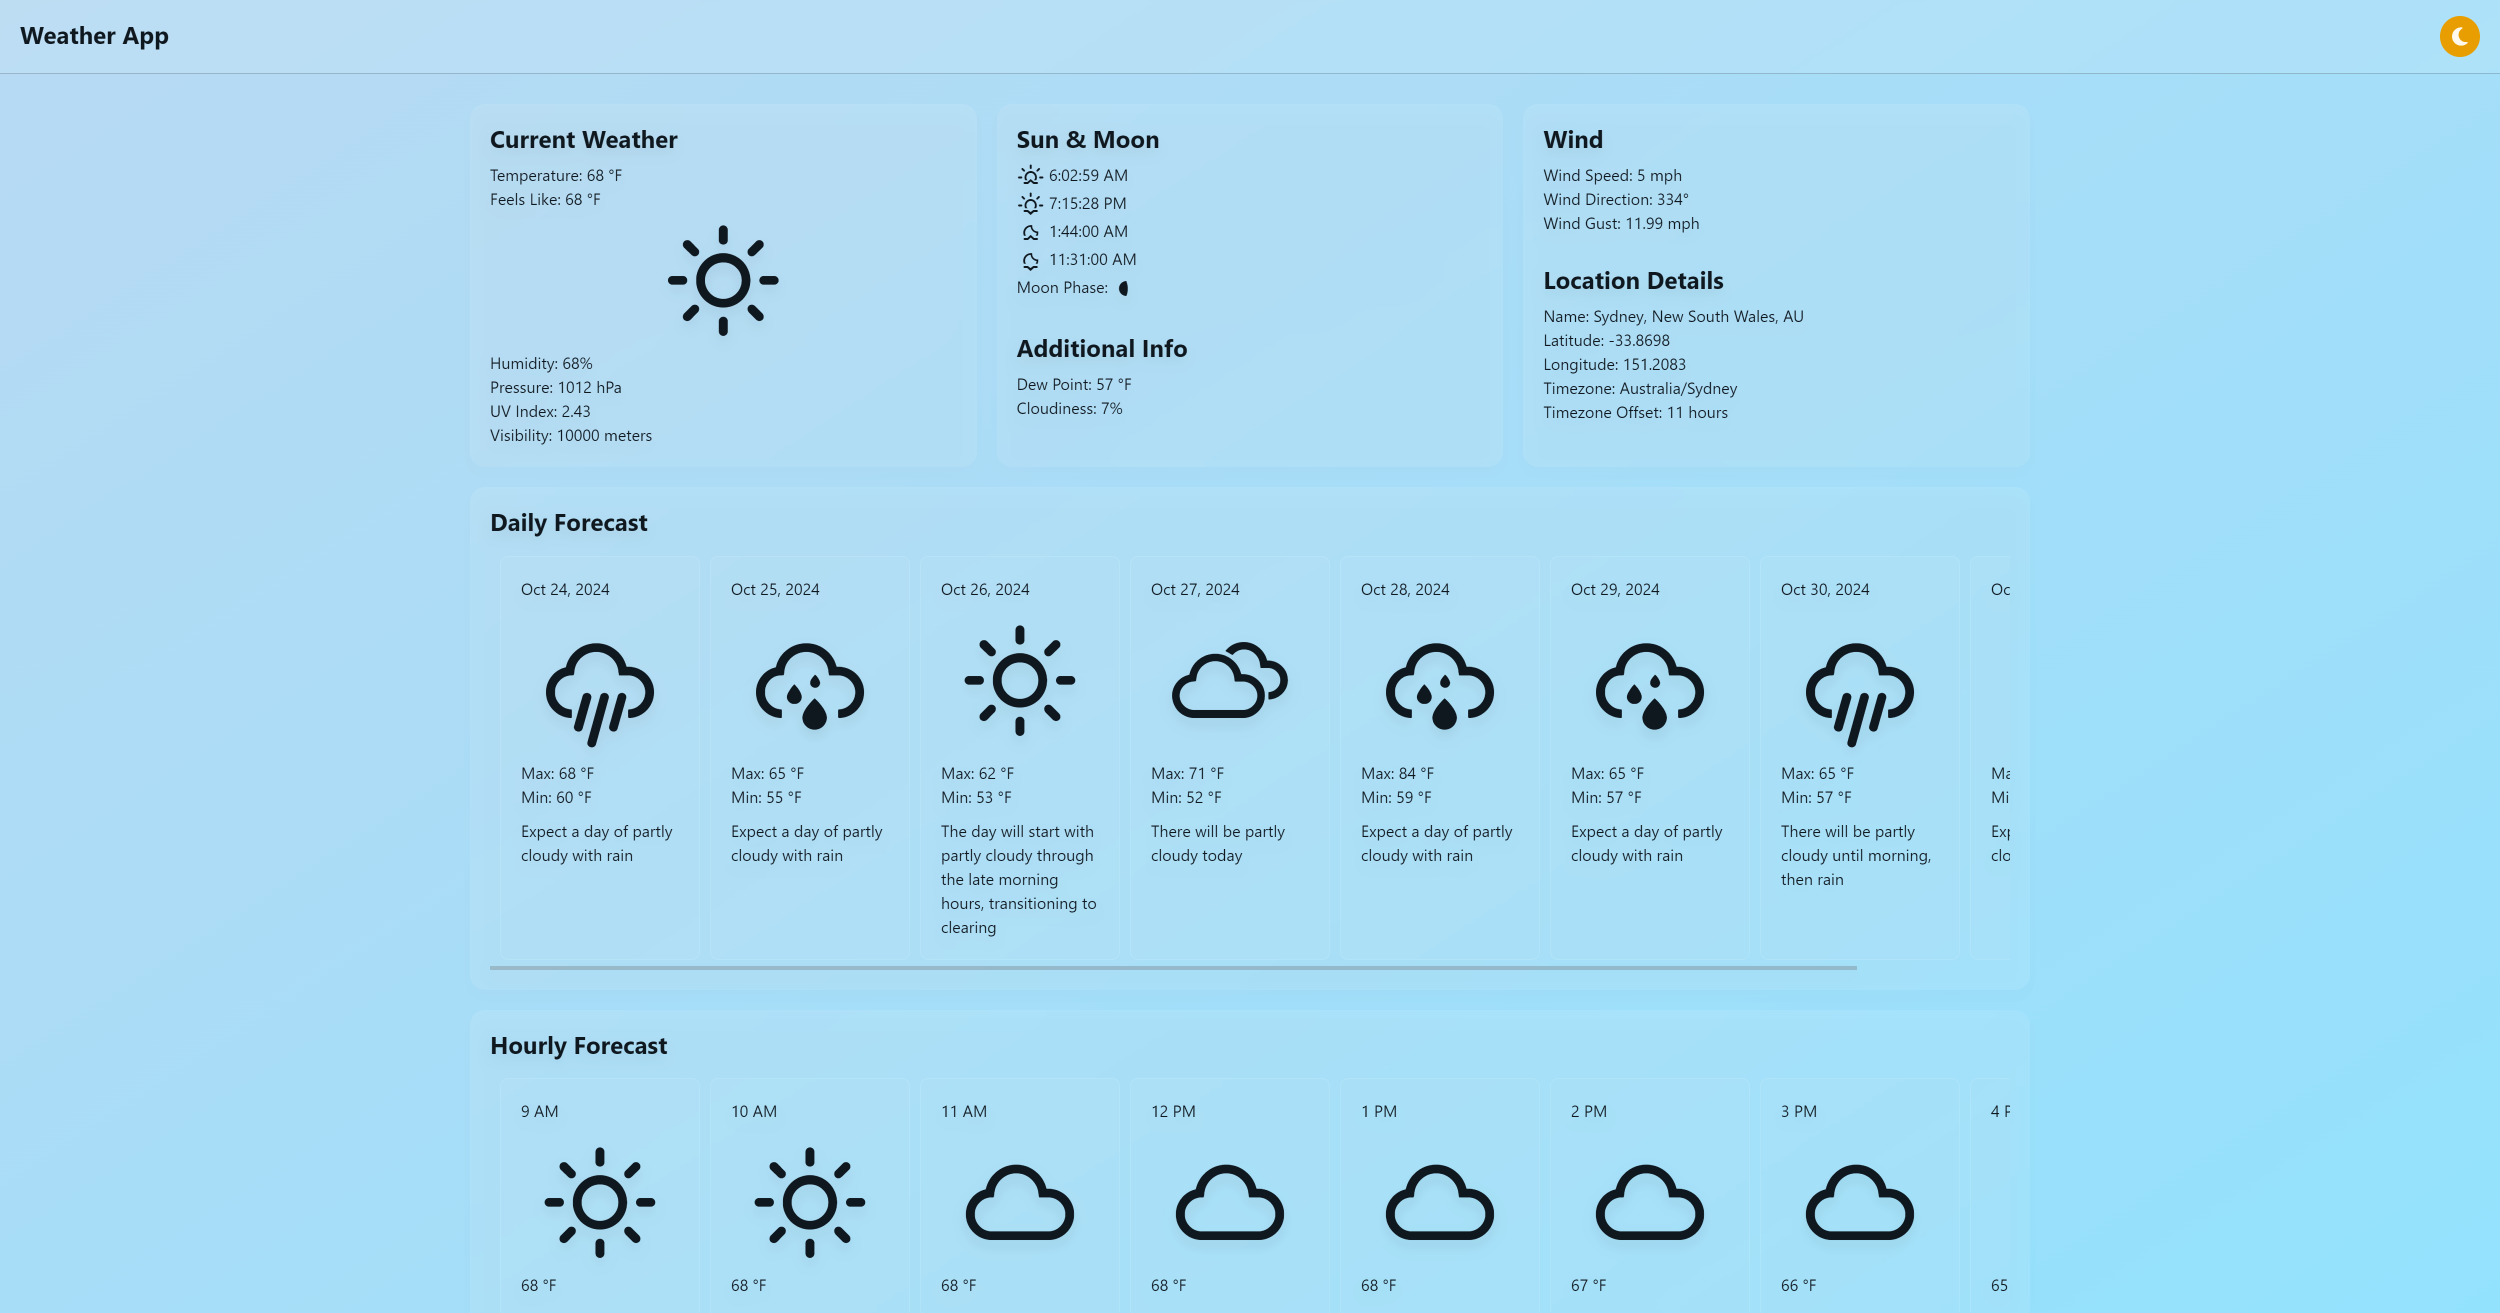 Weather App
Current Weather
Temperature: 68 °F
Feels Like: 68 °F
Humidity: 68%
Pressure: 1012 hPa
UV Index: 2.43
Visibility: 10000 meters
Sun & Moon
6:02:59 AM
7:15:28 PM
1:44:00 AM
11:31:00 AM
Moon Phase:
Additional Info
Dew Point: 57 °F
Cloudiness: 7%
Wind
Wind Speed: 5 mph
Wind Direction: 334°
Wind Gust: 11.99 mph
Location Details
Name: Sydney, New South Wales, AU
Latitude: -33.8698
Longitude: 151.2083
Timezone: Australia/Sydney
Timezone Offset: 11 hours
Daily Forecast
Oct 24, 2024
Max: 68 °F
Min: 60 °F
Expect a day of partly
cloudy with rain
Oct 25, 2024
Max: 65 °F
Min: 55 °F
Expect a day of partly
cloudy with rain
Oct 26, 2024
Max: 62 °F
Min: 53 °F
The day will start with
partly cloudy through
the late morning
hours, transitioning to
clearing
Oct 27, 2024
Max: 71 °F
Min: 52 °F
There will be partly
cloudy today
Oct 28, 2024
Max: 84 °F
Min: 59 °F
Expect a day of partly
cloudy with rain
Oct 29, 2024
Max: 65 °F
Min: 57 °F
Expect a day of partly
cloudy with rain
Oct 30, 2024
Max: 65 °F
Min: 57 °F
There will be partly
cloudy until morning,
then rain
Hourly Forecast
9 AM
68 °F
10 AM
68 °F
11 AM
68 °F
12 PM
68 °F
1 PM
68 °F
2 PM
67 °F
3 PM
66 °F
4
65